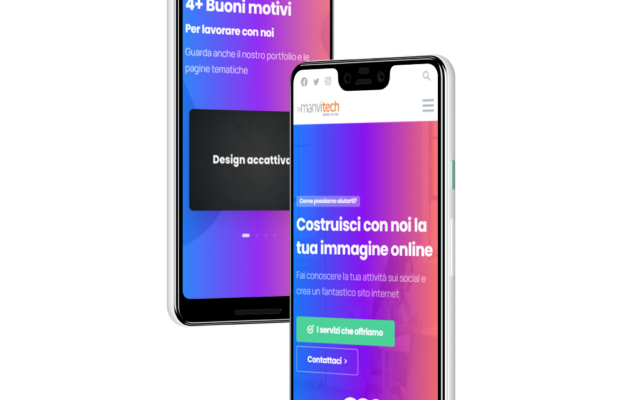 4+ Buoni motivi
Per lavorare con noi
Guarda anche il nostro portfolio e le
pagine tematiche
Design accattiva
manvitech
Come possiamo aiutarti?
Costruisci con noi la
tua immagine online
Fai conoscere la tua attività sui social e
crea un fantastico sito internet
I servizi che offriamo
Contattaci >